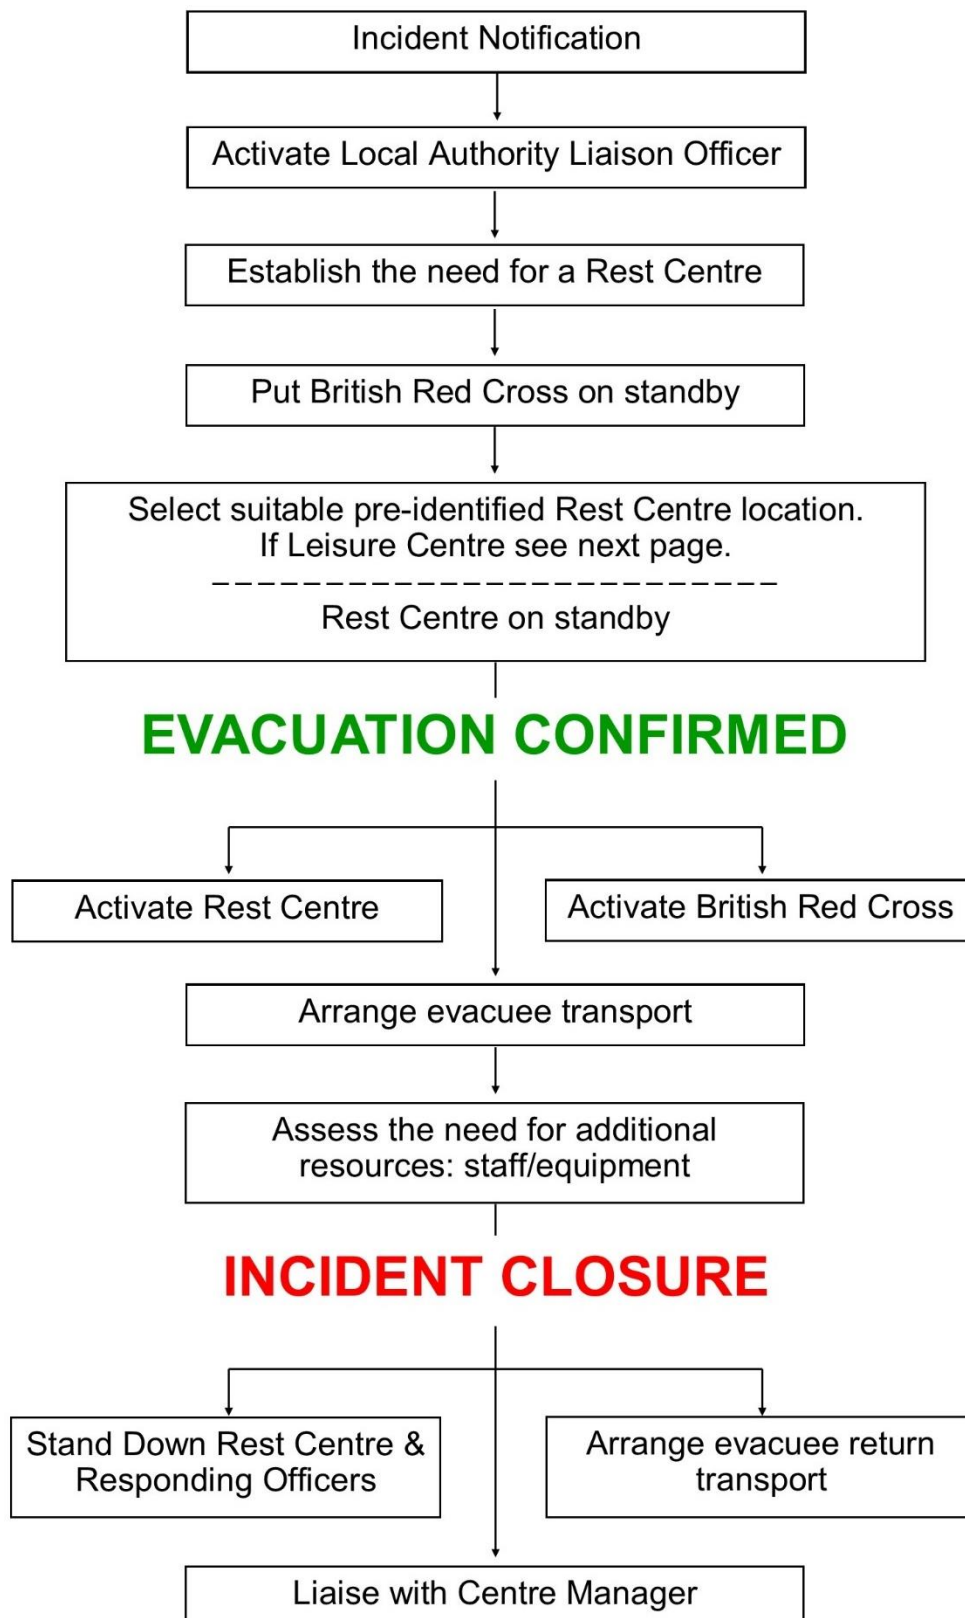 Incident Notification
Activate Local Authority Liaison Officer
Establish the need for a Rest Centre
Put British Red Cross on standby
Select suitable pre-identified Rest Centre location.
If Leisure Centre see next page.
Rest Centre on standby
EVACUATION CONFIRMED
Activate Rest Centre
Activate British Red Cross
Arrange evacuee transport
Assess the need for additional
resources: staff/equipment
INCIDENT CLOSURE
Stand Down Rest Centre &
Responding Officers
Arrange evacuee return
transport
Liaise with Centre Manager